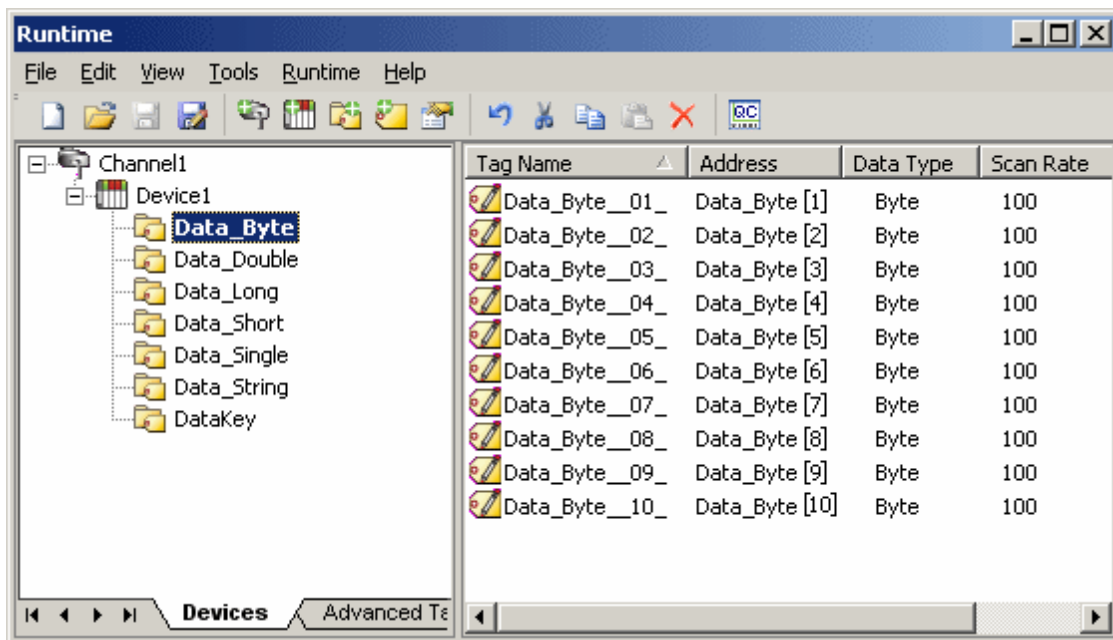 Runtime
File Edit View Tools Runtime Help
QC
Channel1
Device1
Data_Byte
Data_Double
Data_Long
Data_Short
Data_Single
Data_String
DataKey
Devices Advanced Ta
Tag Name Address Data Type Scan Rate
Data_Byte__01_ Data_Byte [1] Byte 100
Data_Byte__02_ Data_Byte [2] Byte 100
Data_Byte__03_ Data_Byte [3] Byte 100
Data_Byte__04_ Data_Byte [4] Byte 100
Data_Byte__05_ Data_Byte [5] Byte 100
Data_Byte__06_ Data_Byte [6] Byte 100
Data_Byte__07_ Data_Byte [7] Byte 100
Data_Byte__08_ Data_Byte [8] Byte 100
Data_Byte__09_ Data_Byte [9] Byte 100
Data_Byte__10_ Data_Byte [10] Byte 100